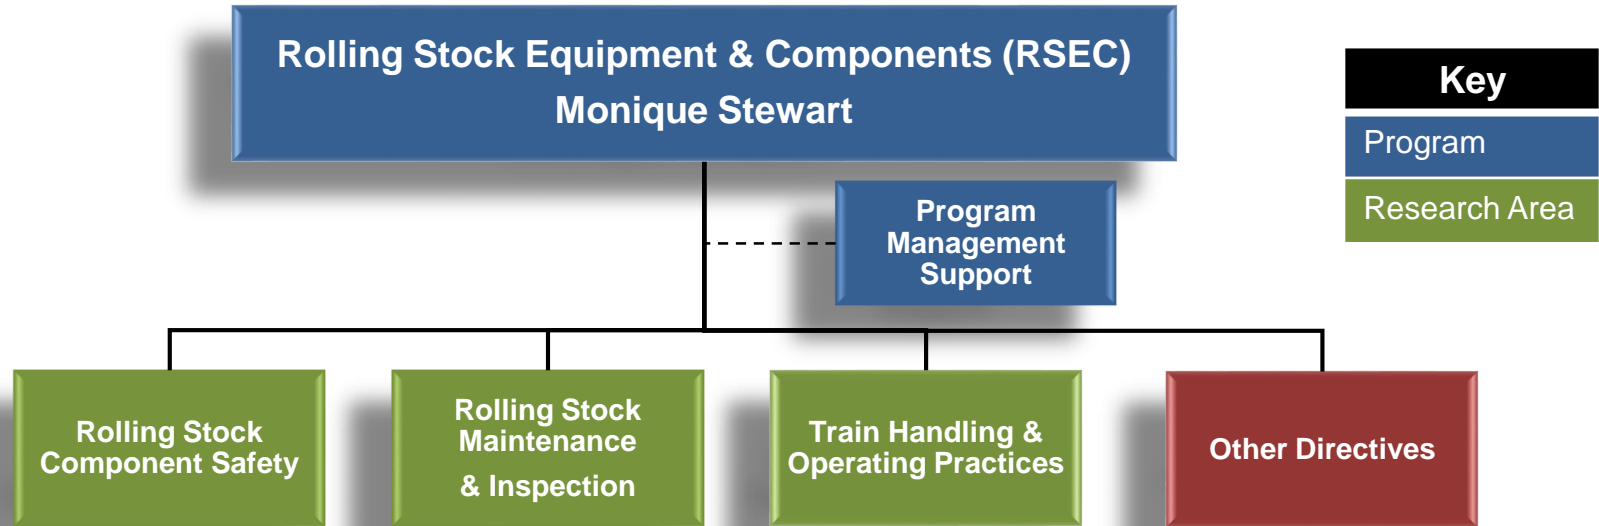 Rolling Stock Equipment & Components (RSEC)
Monique Stewart
Key
Program
Research Area
Program
Management
Support
Rolling Stock
Component Safety
Rolling Stock
Maintenance
& Inspection
Train Handling &
Operating Practices
Other Directives